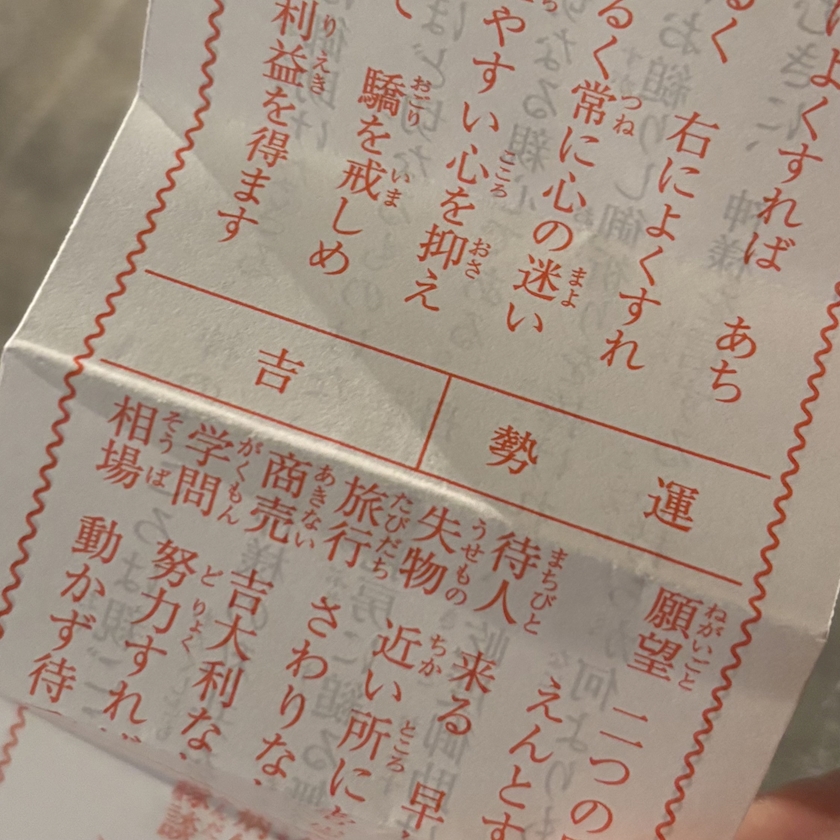 よくすれば　あち
く　右によくすれ
るく常に心の迷い
やすい心を抑え
て　驕を戒しめ
利益を得ます
運勢　吉
願望　二つの
えんとす
待人　来る　早
失物　近い所に
旅行　さわりな
商売　吉大利な
学問　努力すれ
相場　動かず待